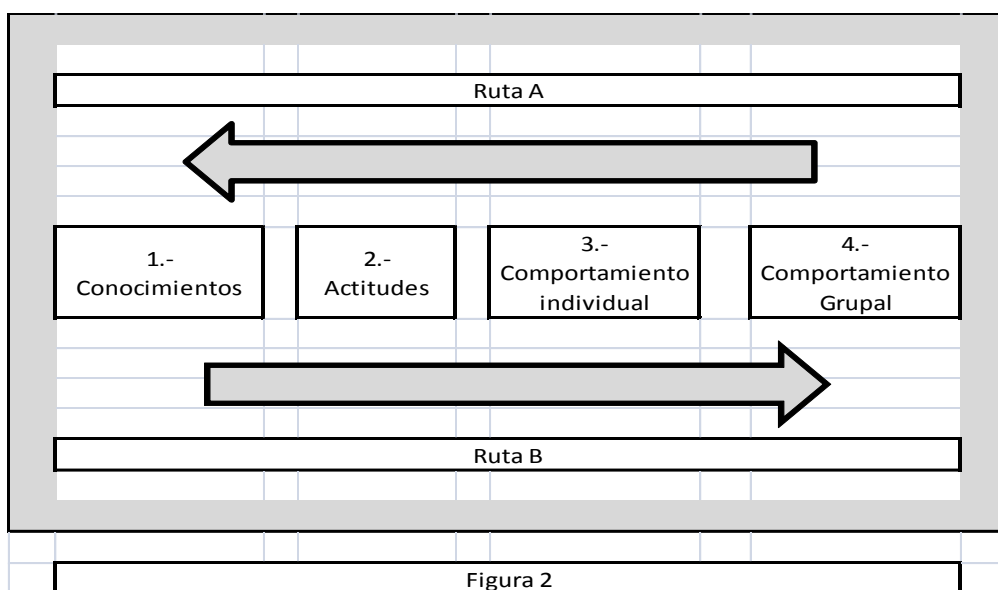 Ruta A
1.-
Conocimientos
2.-
Actitudes
3.-
Comportamiento
individual
4.-
Comportamiento
Grupal
Ruta B
Figura 2